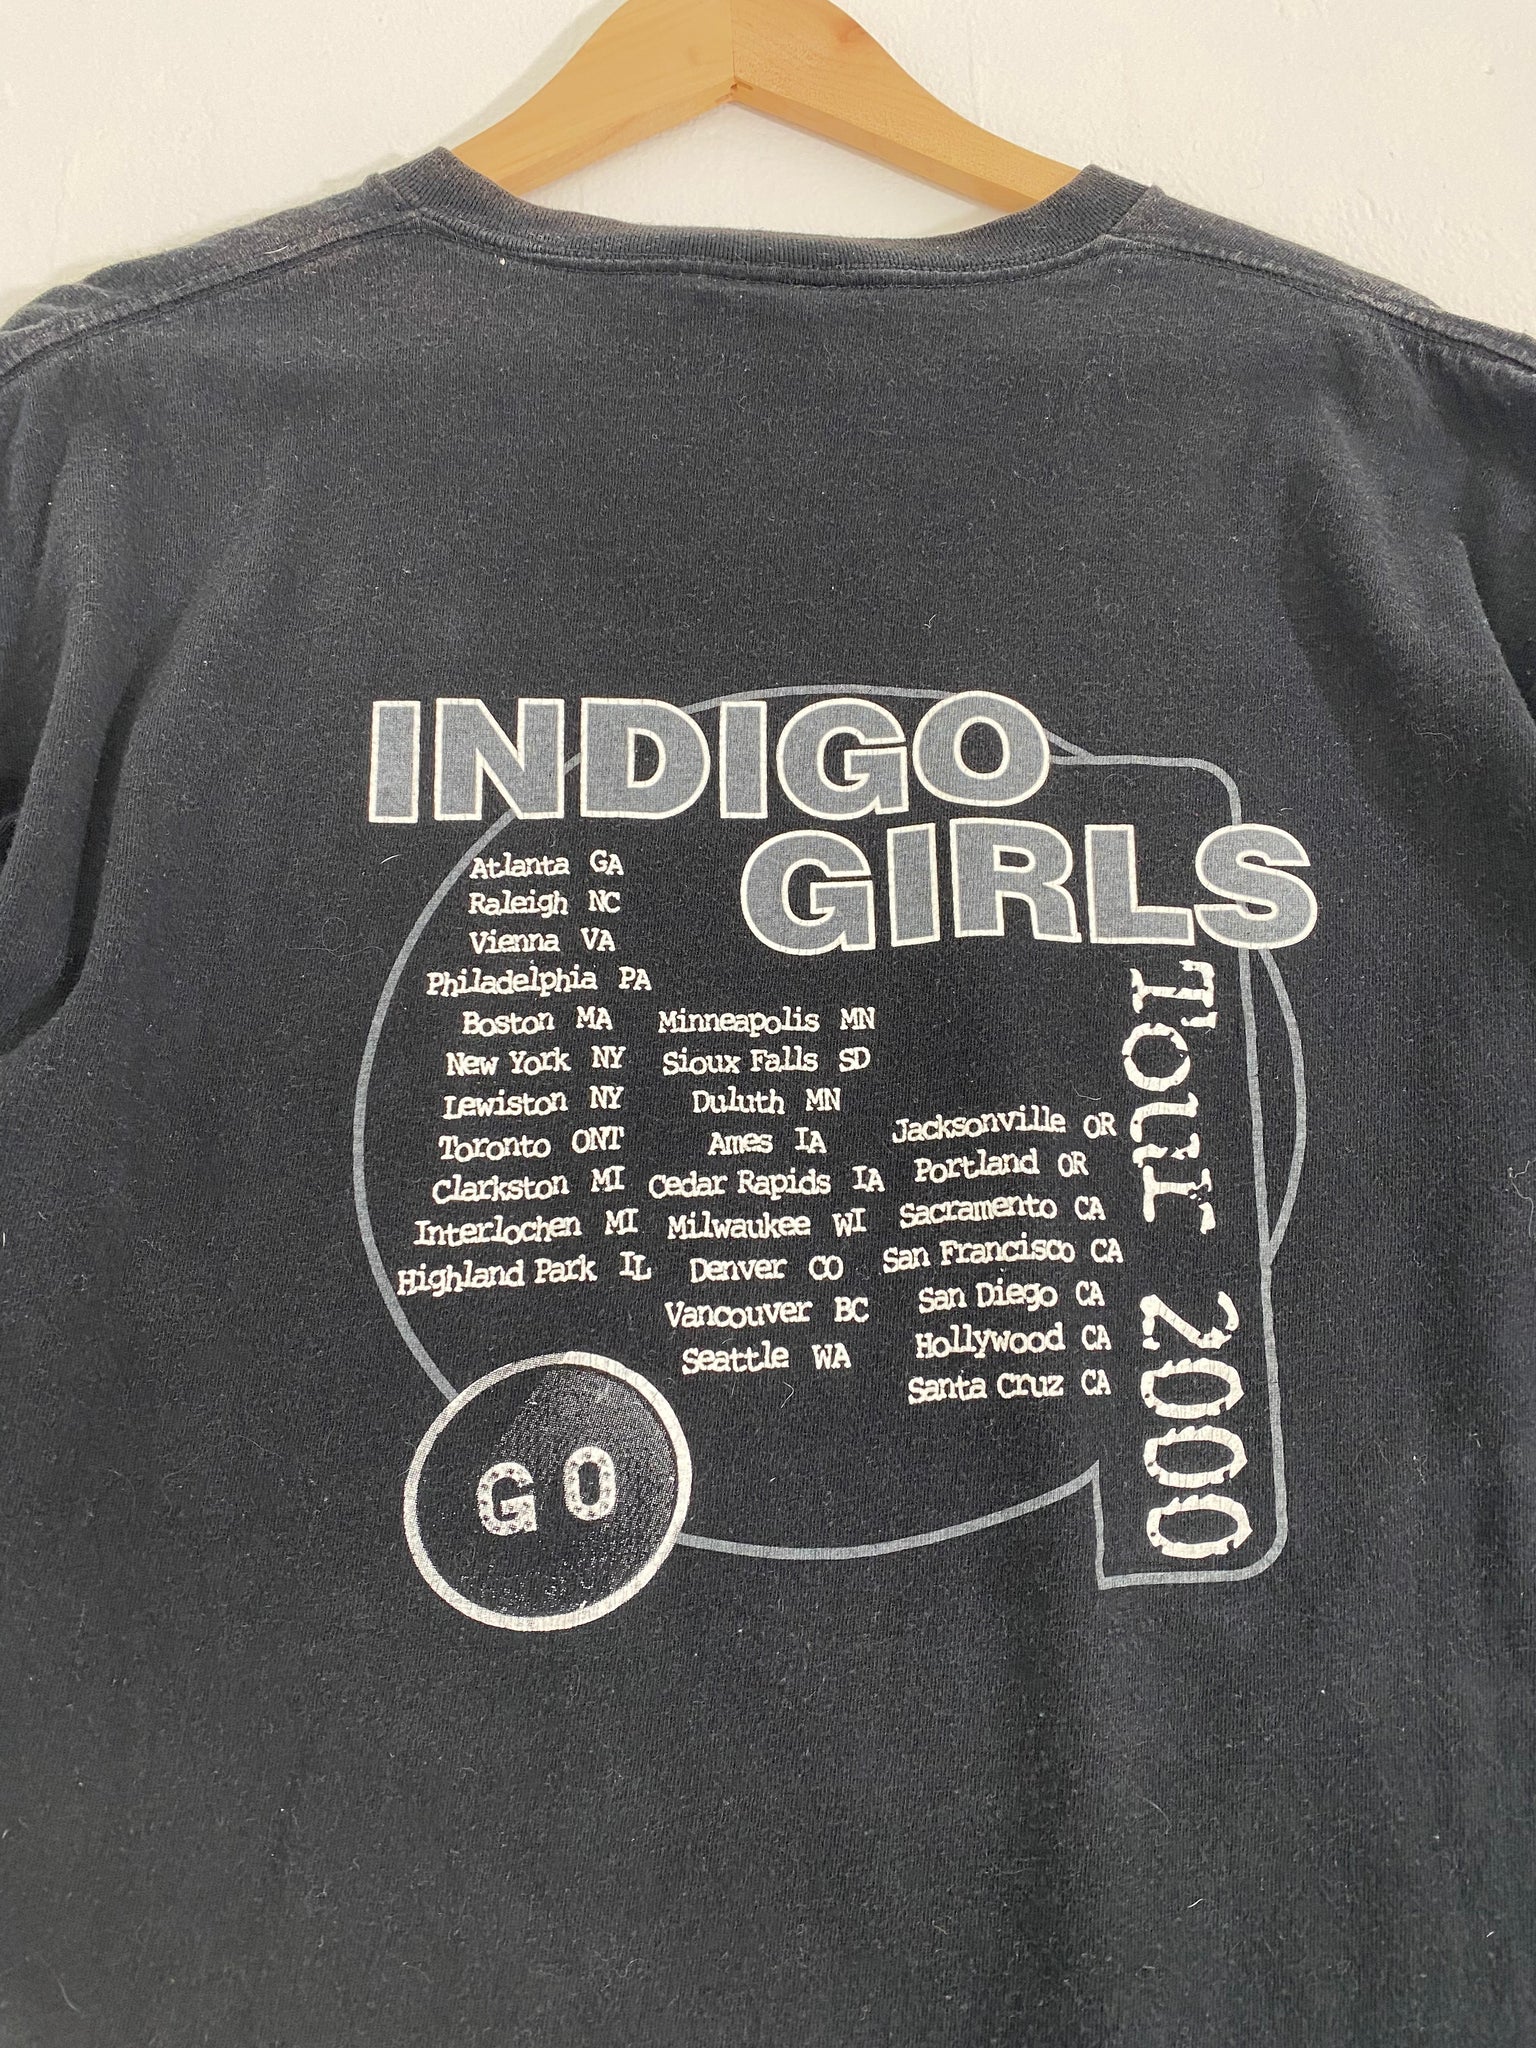 INDIGO
GIRLS
Atlanta GA
Raleigh NC
Vienna VA
Philadelphia PA
Boston MA
New York NY
Lewiston NY
Toronto ONT
Clarkston MI
Interlochen MI
Highland Park IL
Minneapolis MN
Sioux Falls SD
Duluth MN
Ames IA
Cedar Rapids IA
Milwaukee WI
Denver CO
Vancouver BC
Seattle WA
Jacksonville OR
Portland OR
Sacramento CA
San Francisco CA
San Diego CA
Hollywood CA
Santa Cruz CA
Tour 2000
GO